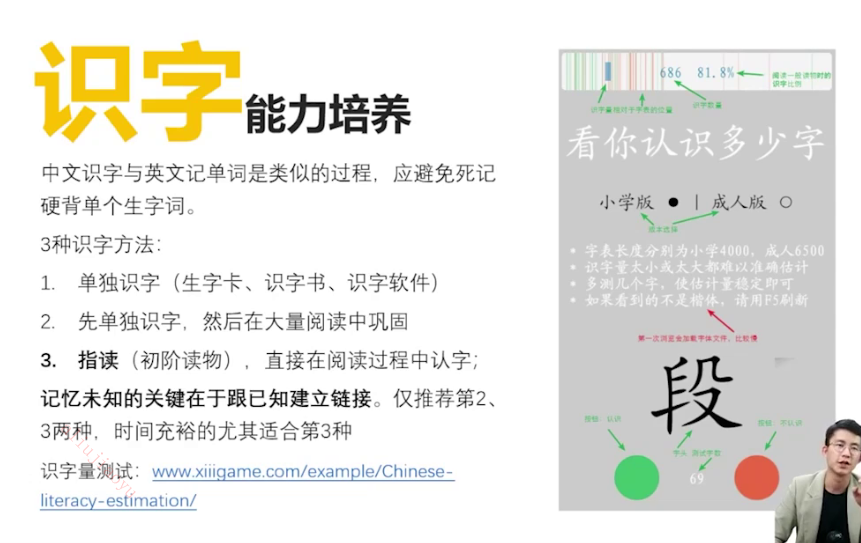 识字能力培养
中文识字与英文记单词是类似的过程，应避免死记
硬背单个生字词。
3种识字方法：
1. 单独识字（生字卡、识字书、识字软件）
2. 先单独识字，然后在大量阅读中巩固
3. 指读（初阶读物），直接在阅读过程中认字；
记忆未知的关键在于跟已知建立链接。仅推荐第2、
3两种，时间充裕的尤其适合第3种
识字量测试：www.xiiigame.com/example/Chinese-
literacy-estimation/
686 81.8%
阅读一般读物时的
识字比例
识字量相对于字表的位置
识字数量
看你认识多少字
小学版 ● | 成人版 ○
版本选择
• 字表长度分别为小学4000，成人6500
• 识字量太小或太大都难以准确估计
• 多测几个字，使估计量稳定即可
• 如果看到的不是楷体，请用F5刷新
第一次浏览会加载字体文件，比较慢
段
按钮：认识
按钮：不认识
字头
测试字数
69